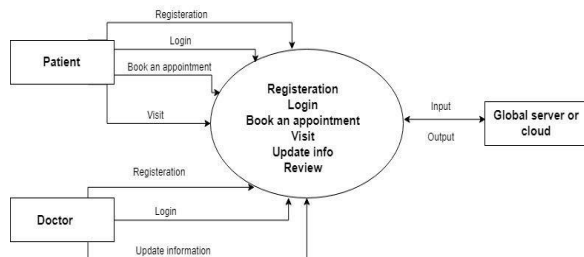 Registeration
Login
Patient
Book an appointment
Visit
Registeration
Login
Book an appointment
Visit
Update info
Review
Input
Output
Global server or
cloud
Registeration
Doctor
Login
Update information